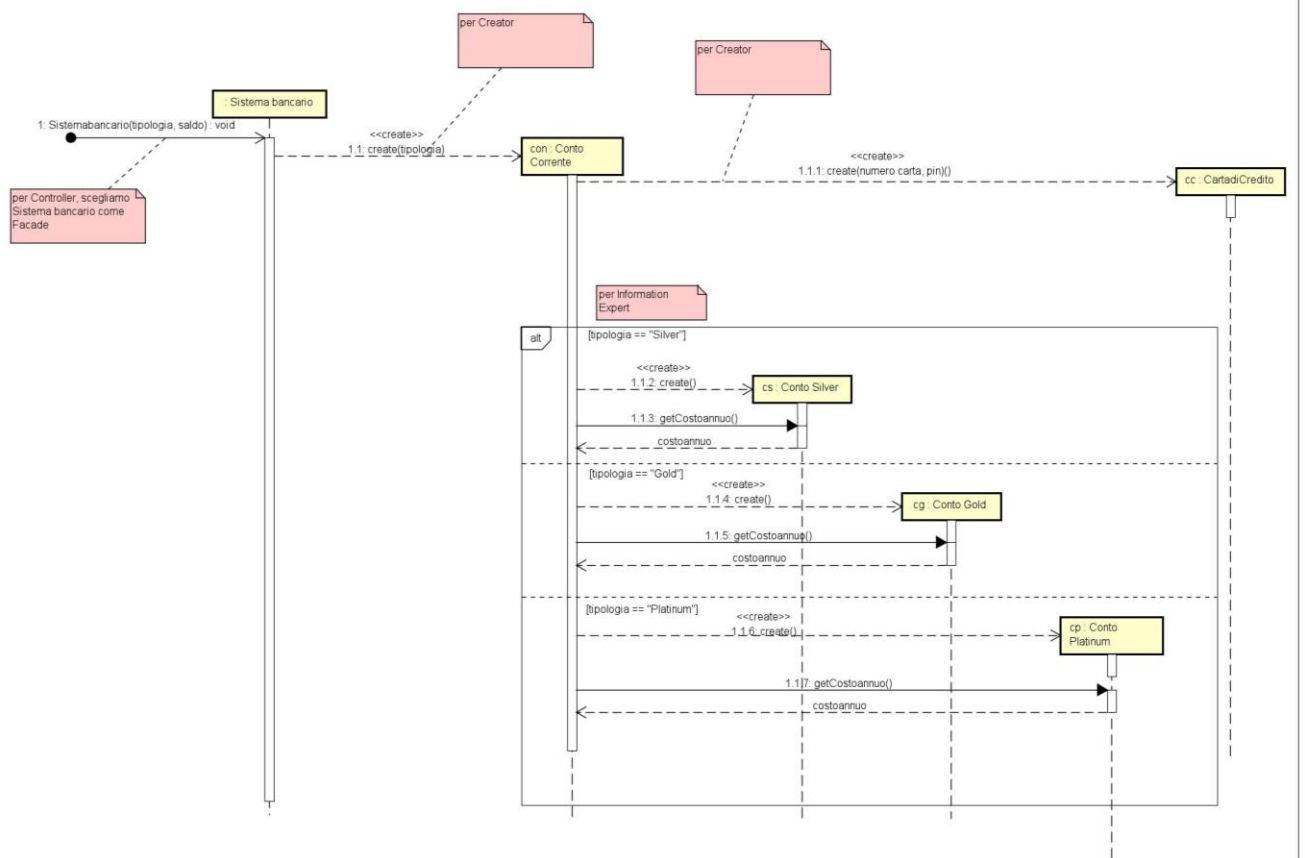 per Creator
per Creator
: Sistema bancario
1: Sistemabancario(tipologia, saldo) : void
<<create>>
1.1: create(tipologia)
con : Conto
Corrente
<<create>>
1.1.1: create(numero carta, pin)()
cc : CartadiCredito
per Controller, scegliamo
Sistema bancario come
Facade
per Information
Expert
alt
[tipologia == "Silver"]
<<create>>
1.1.2: create()
cs : Conto Silver
1.1.3: getCostoannuo()
costoannuo
[tipologia == "Gold"]
<<create>>
1.1.4: create()
cg : Conto Gold
1.1.5: getCostoannuo()
costoannuo
[tipologia == "Platinum"]
<<create>>
1.1.6: create()
cp : Conto
Platinum
1.1.7: getCostoannuo()
costoannuo